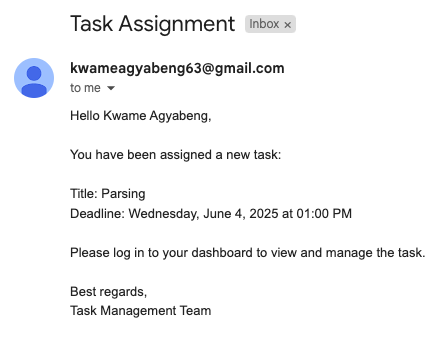 Task Assignment Inbox ×
kwameagyabeng63@gmail.com
to me
Hello Kwame Agyabeng,
You have been assigned a new task:
Title: Parsing
Deadline: Wednesday, June 4, 2025 at 01:00 PM
Please log in to your dashboard to view and manage the task.
Best regards,
Task Management Team